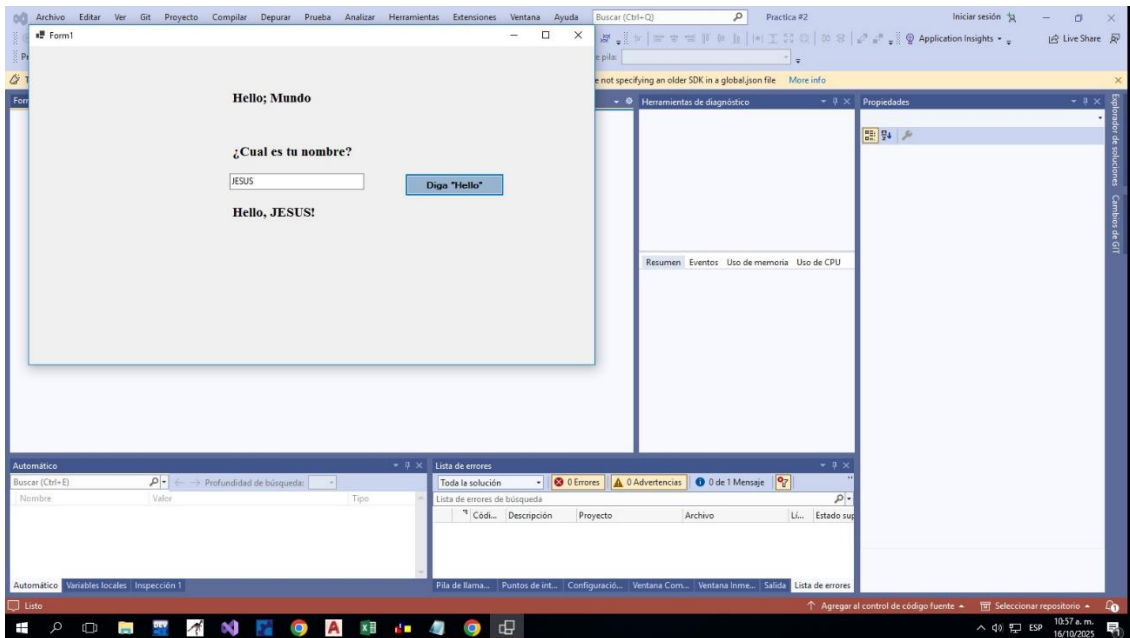 Archivo Editar Ver Git Proyecto Compilar Depurar Prueba Analizar Herramientas Extensiones Ventana Ayuda Buscar (Ctrl+Q) Practica #2 Iniciar sesión
Form1
Application Insights Live Share
e pila:
e not specifying an older SDK in a global.json file More info
Herramientas de diagnóstico
Propiedades
Explorador de soluciones
Cambios de GIT
Hello; Mundo
¿Cual es tu nombre?
JESUS
Diga "Hello"
Hello, JESUS!
Resumen Eventos Uso de memoria Uso de CPU
Automático
Buscar (Ctrl+E) Profundidad de búsqueda:
Nombre Valor Tipo
Automático Variables locales Inspección 1
Lista de errores
Toda la solución 0 Errores 0 Advertencias 0 de 1 Mensaje
Lista de errores de búsqueda
Códi... Descripción Proyecto Archivo Lí... Estado sup
Pila de llama... Puntos de int... Configuració... Ventana Com... Ventana Inme... Salida Lista de errores
Listo Agregar al control de código fuente Seleccionar repositorio
ESP 10:57 a. m.
16/10/2025